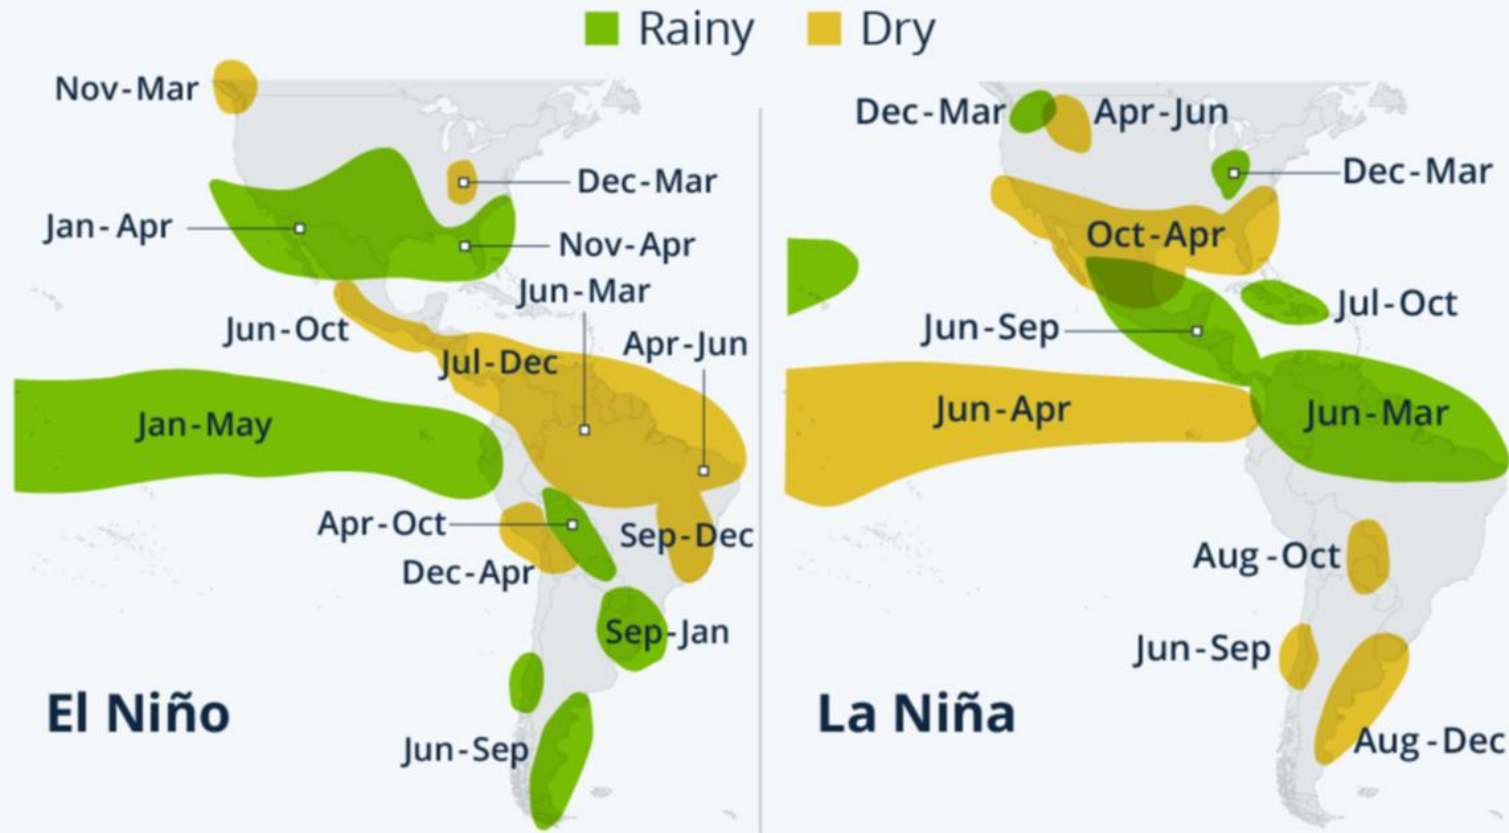 Rainy Dry
Nov-Mar
Dec-Mar
Jan-Apr
Nov-Apr
Jun-Mar
Jun-Oct
Apr-Jun
Jul-Dec
Jan-May
Apr-Oct
Sep-Dec
Dec-Apr
Sep-Jan
El Niño
Jun-Sep
Dec-Mar
Apr-Jun
Dec-Mar
Oct-Apr
Jul-Oct
Jun-Sep
Jun-Apr
Jun-Mar
Aug-Oct
Jun-Sep
La Niña
Aug-Dec